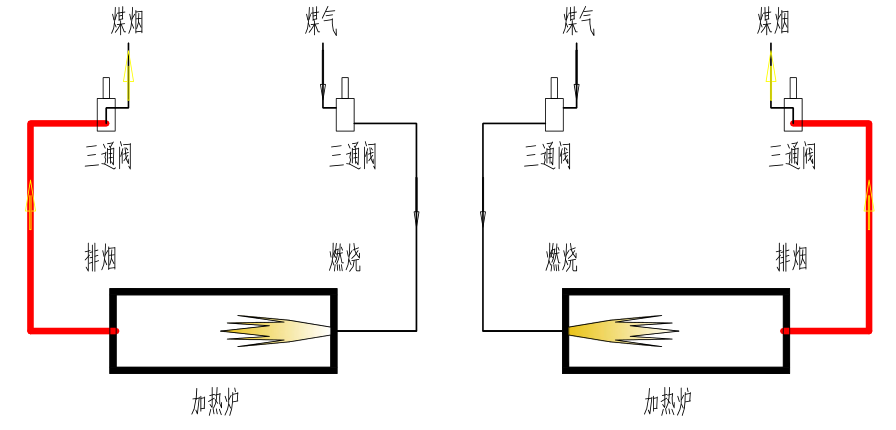 煤烟 煤气 煤气 煤烟
三通阀 三通阀 三通阀 三通阀
排烟 燃烧 燃烧 排烟
加热炉 加热炉